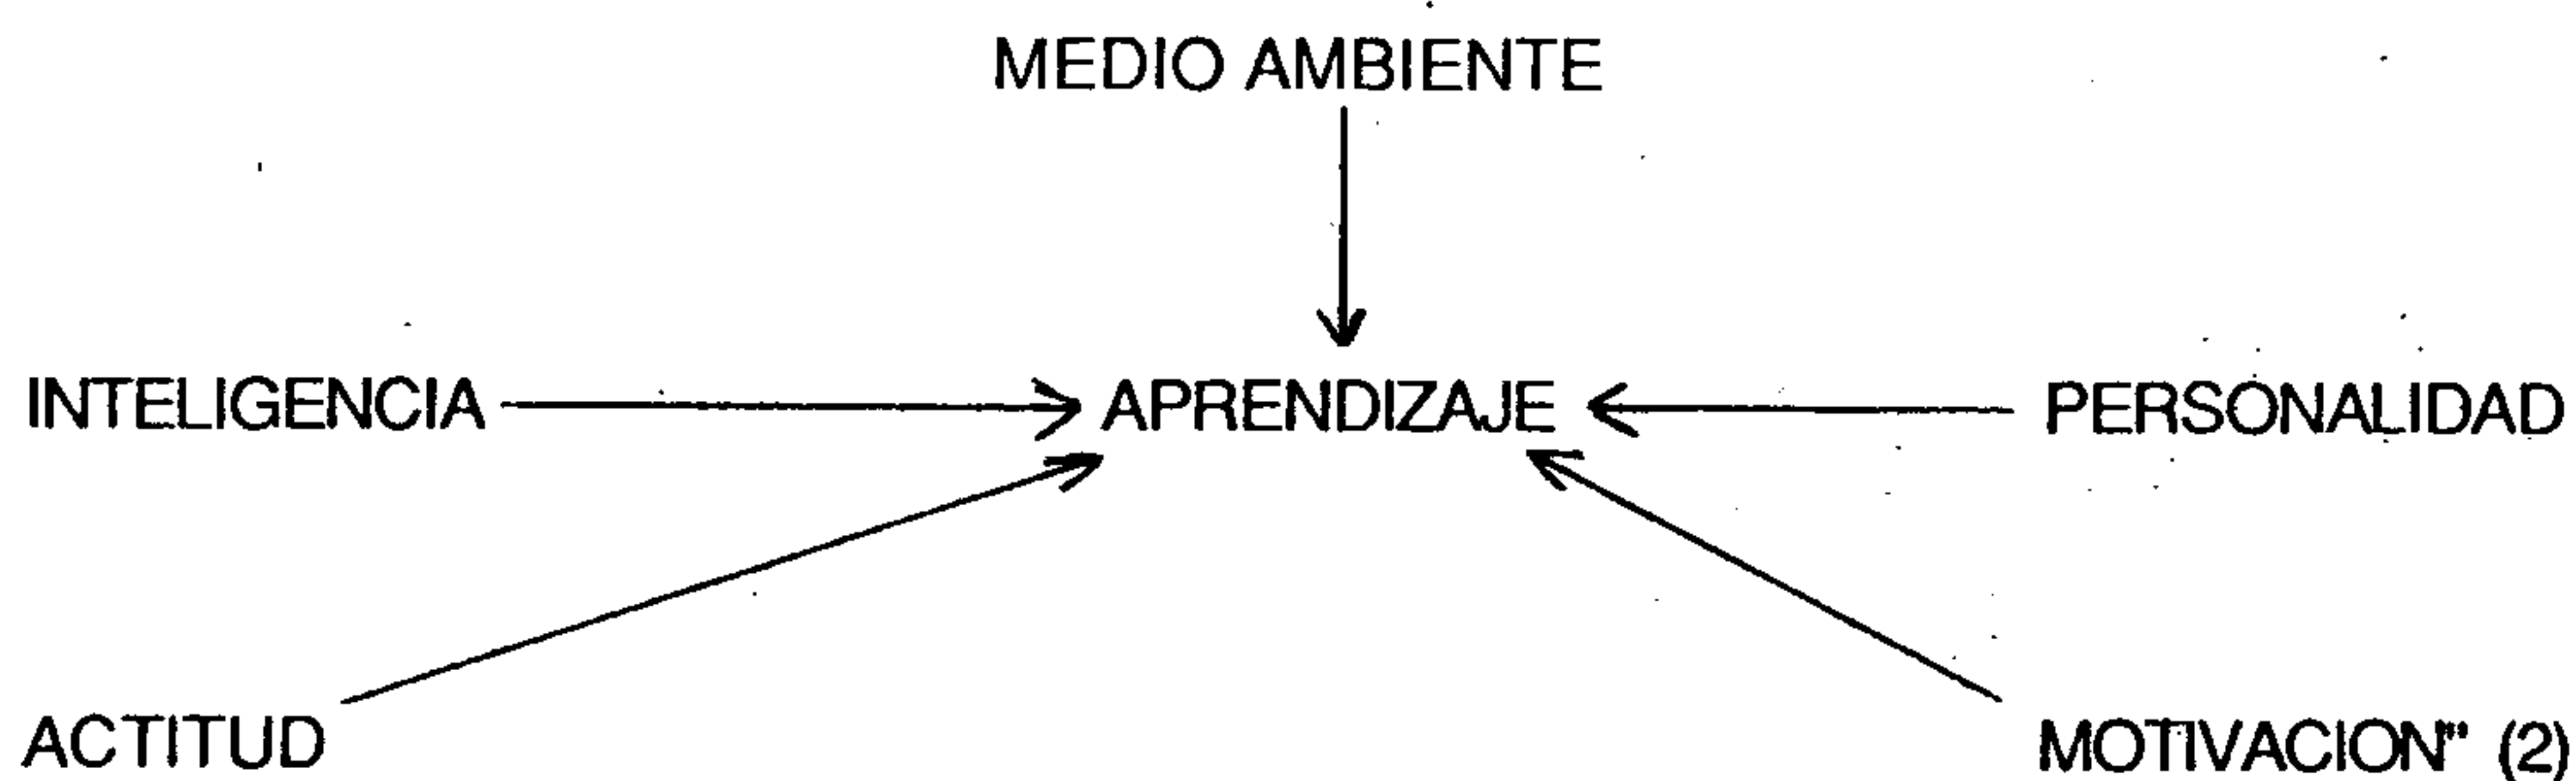 MEDIO AMBIENTE
INTELIGENCIA APRENDIZAJE PERSONALIDAD
ACTITUD MOTIVACION" (2)